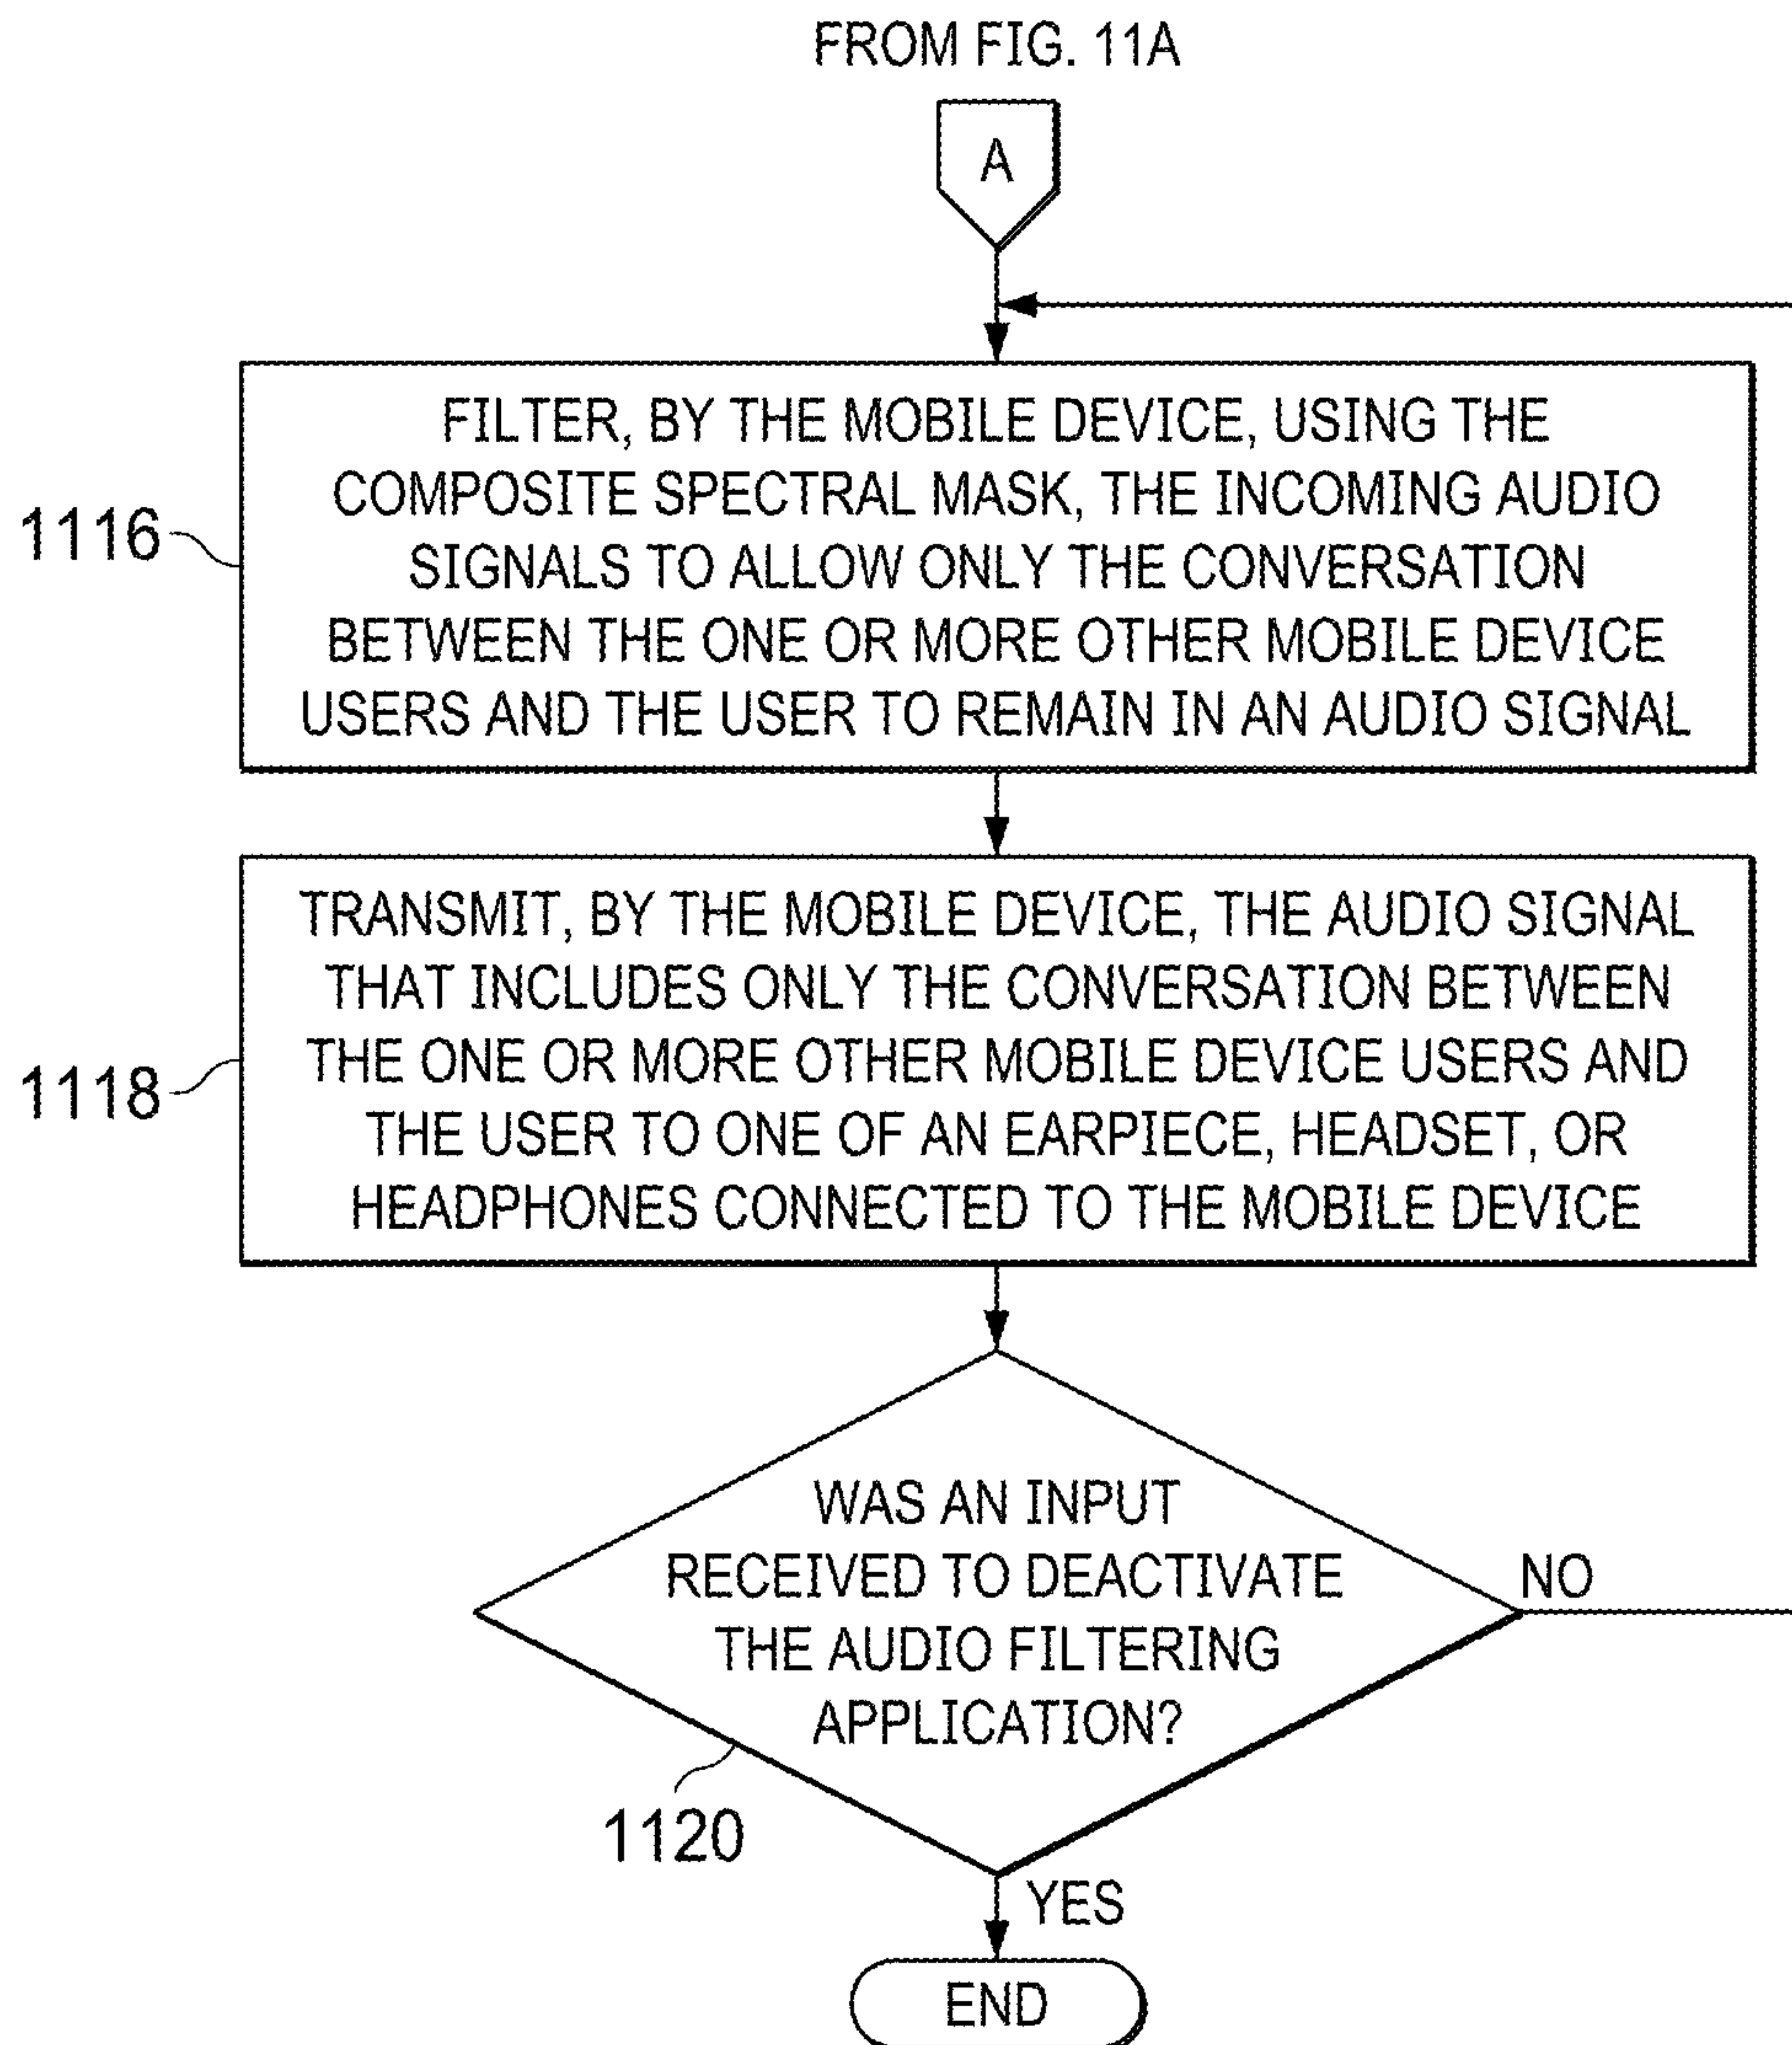 FROM FIG. 11A
A
FILTER, BY THE MOBILE DEVICE, USING THE
COMPOSITE SPECTRAL MASK, THE INCOMING AUDIO
SIGNALS TO ALLOW ONLY THE CONVERSATION
BETWEEN THE ONE OR MORE OTHER MOBILE DEVICE
USERS AND THE USER TO REMAIN IN AN AUDIO SIGNAL
1116
TRANSMIT, BY THE MOBILE DEVICE, THE AUDIO SIGNAL
THAT INCLUDES ONLY THE CONVERSATION BETWEEN
THE ONE OR MORE OTHER MOBILE DEVICE USERS AND
THE USER TO ONE OF AN EARPIECE, HEADSET, OR
HEADPHONES CONNECTED TO THE MOBILE DEVICE
1118
WAS AN INPUT
RECEIVED TO DEACTIVATE
THE AUDIO FILTERING
APPLICATION?
NO
1120
YES
END